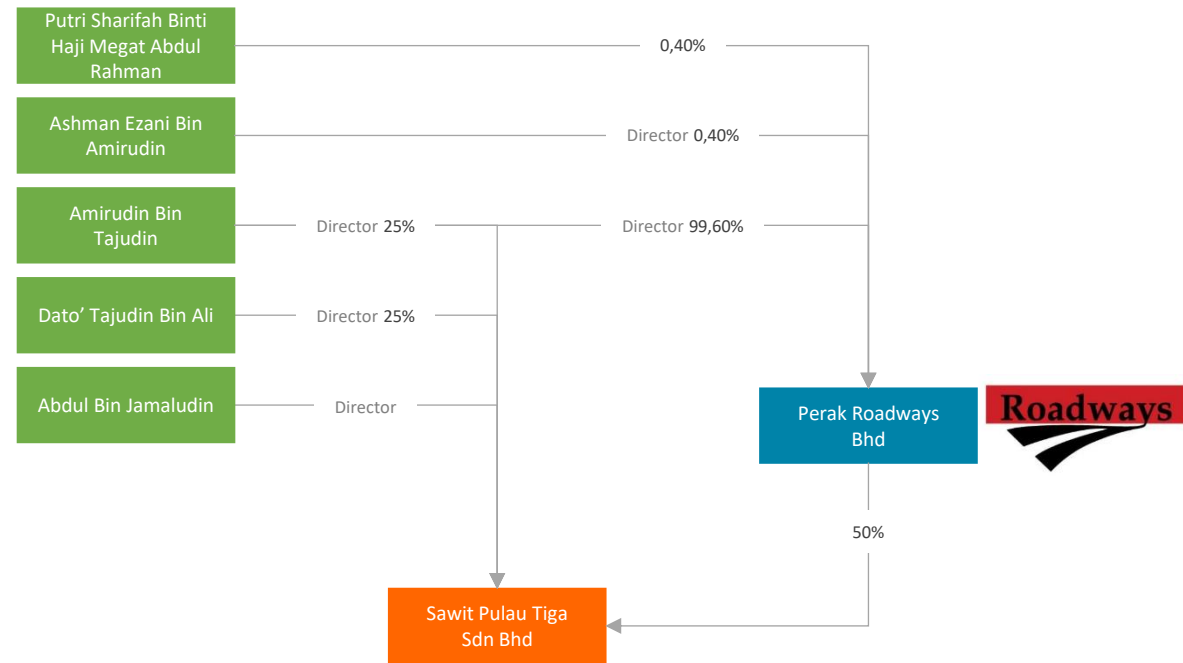 Putri Sharifah Binti
Haji Megat Abdul
Rahman
0,40%
Ashman Ezani Bin
Amirudin
Director 0,40%
Amirudin Bin
Tajudin
Director 25%
Director 99,60%
Dato’ Tajudin Bin Ali
Director 25%
Abdul Bin Jamaludin
Director
Perak Roadways
Bhd
Roadways
50%
Sawit Pulau Tiga
Sdn Bhd